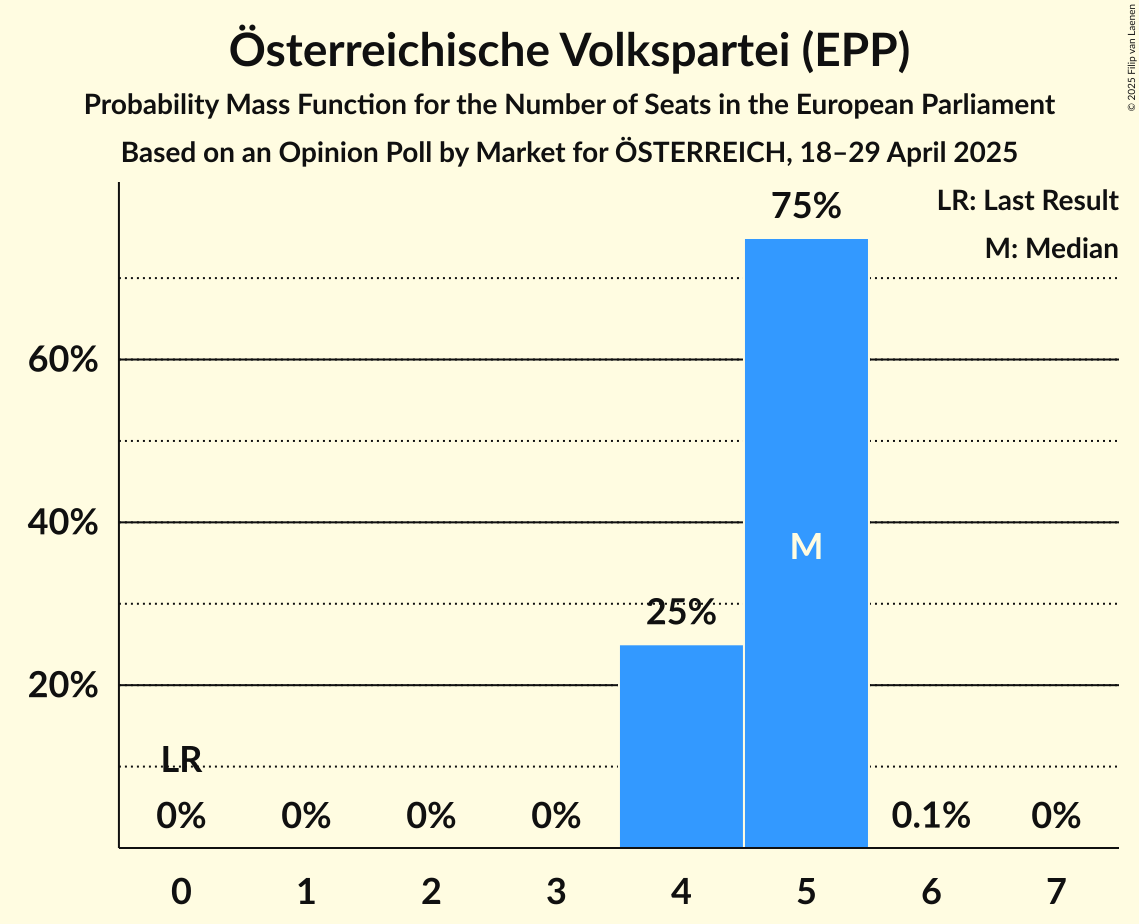 Österreichische Volkspartei (EPP)
Probability Mass Function for the Number of Seats in the European Parliament
Based on an Opinion Poll by Market for ÖSTERREICH, 18–29 April 2025
© 2025 Filip van Laenen
LR: Last Result
M: Median
75%
60%
40%
M
25%
20%
LR
0%
0%
0%
0%
0.1%
0%
0
1
2
3
4
5
6
7